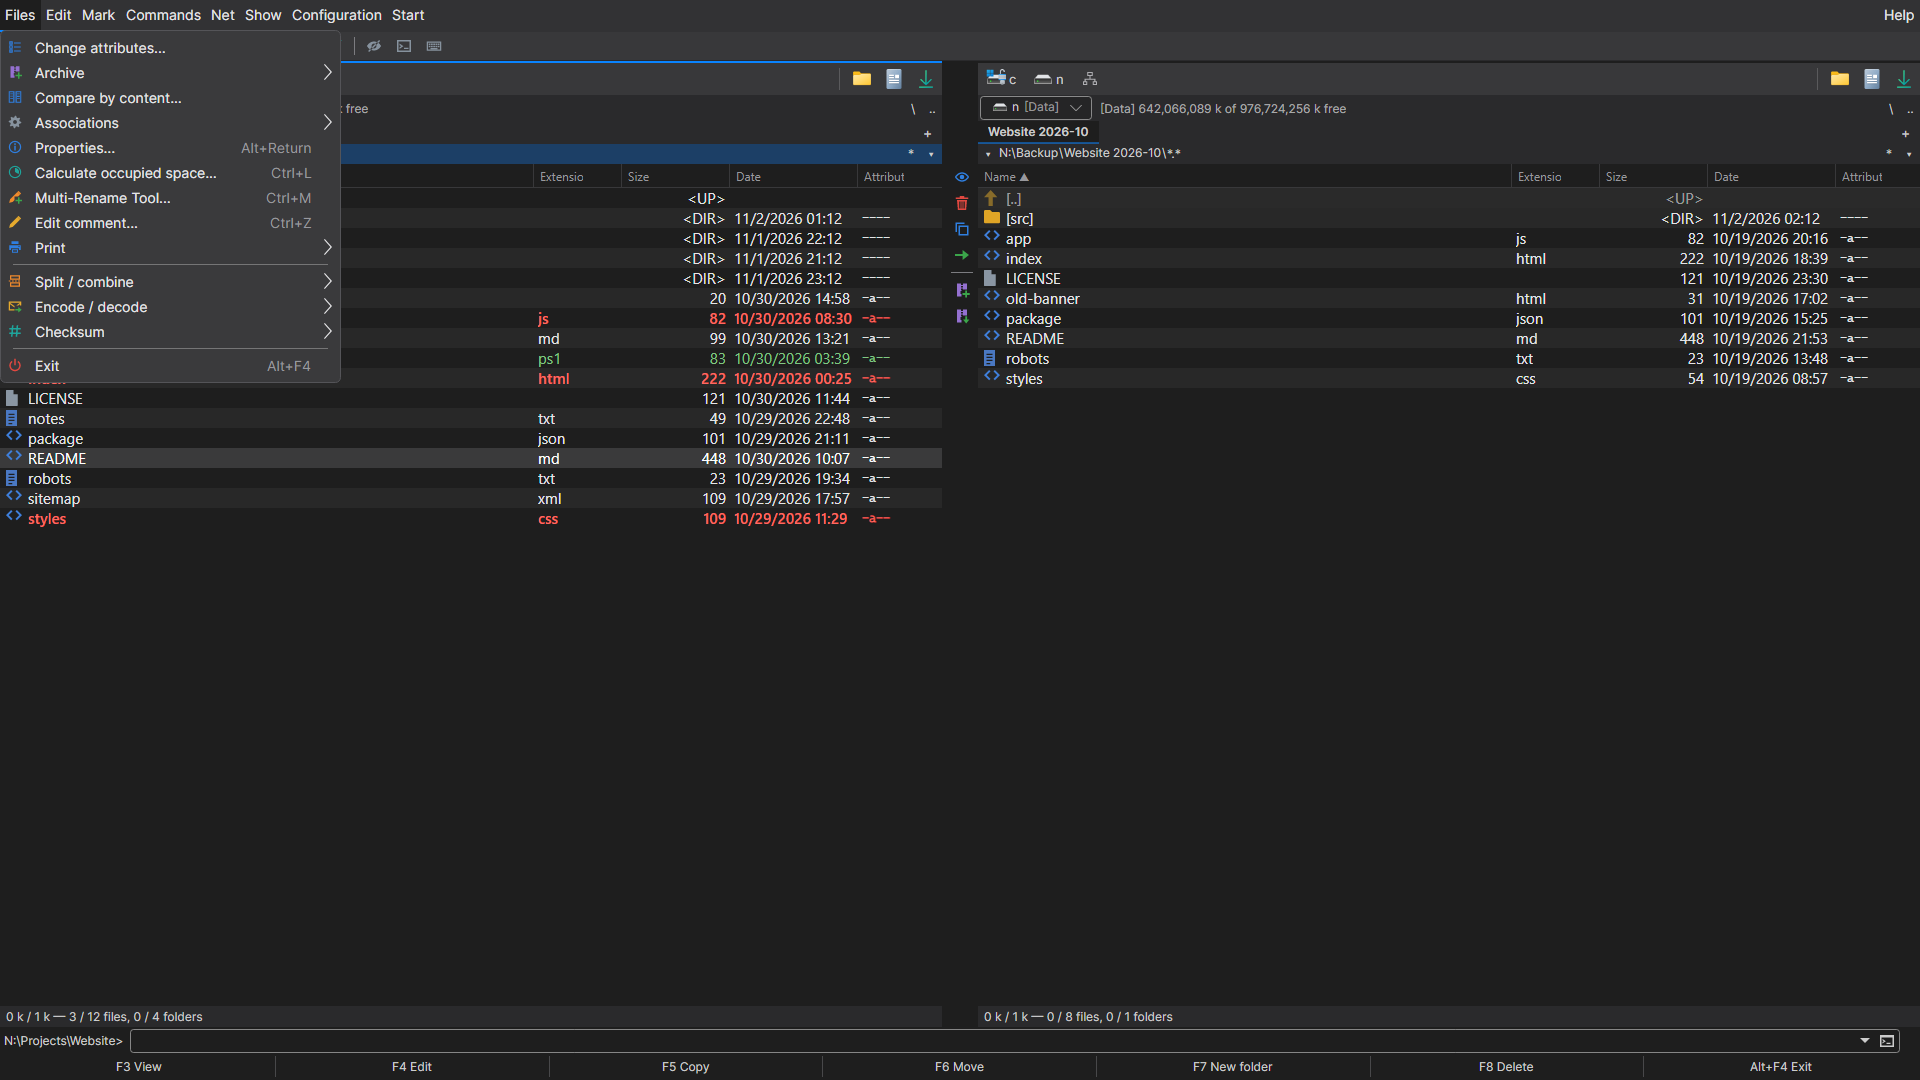 Files Edit Mark Commands Net Show Configuration Start Help
Change attributes...
Archive
Compare by content...
Associations
Properties... Alt+Return
Calculate occupied space... Ctrl+L
Multi-Rename Tool... Ctrl+M
Edit comment... Ctrl+Z
Print
Split / combine
Encode / decode
Checksum
Exit Alt+F4
free
\ ..
+
*
Extensio Size Date Attribut
<UP>
<DIR> 11/2/2026 01:12 ----
<DIR> 11/1/2026 22:12 ----
<DIR> 11/1/2026 21:12 ----
<DIR> 11/1/2026 23:12 ----
20 10/30/2026 14:58 -a--
js 82 10/30/2026 08:30 -a--
md 99 10/30/2026 13:21 -a--
ps1 83 10/30/2026 03:39 -a--
html 222 10/30/2026 00:25 -a--
LICENSE 121 10/30/2026 11:44 -a--
notes txt 49 10/29/2026 22:48 -a--
package json 101 10/29/2026 21:11 -a--
README md 448 10/30/2026 10:07 -a--
robots txt 23 10/29/2026 19:34 -a--
sitemap xml 109 10/29/2026 17:57 -a--
styles css 109 10/29/2026 11:29 -a--
0 k / 1 k — 3 / 12 files, 0 / 4 folders
c n
n [Data] [Data] 642,066,089 k of 976,724,256 k free \ ..
Website 2026-10 +
N:\Backup\Website 2026-10\*.* *
Name Extensio Size Date Attribut
[..] <UP>
[src] <DIR> 11/2/2026 02:12 ----
app js 82 10/19/2026 20:16 -a--
index html 222 10/19/2026 18:39 -a--
LICENSE 121 10/19/2026 23:30 -a--
old-banner html 31 10/19/2026 17:02 -a--
package json 101 10/19/2026 15:25 -a--
README md 448 10/19/2026 21:53 -a--
robots txt 23 10/19/2026 13:48 -a--
styles css 54 10/19/2026 08:57 -a--
0 k / 1 k — 0 / 8 files, 0 / 1 folders
N:\Projects\Website>
F3 View F4 Edit F5 Copy F6 Move F7 New folder F8 Delete Alt+F4 Exit